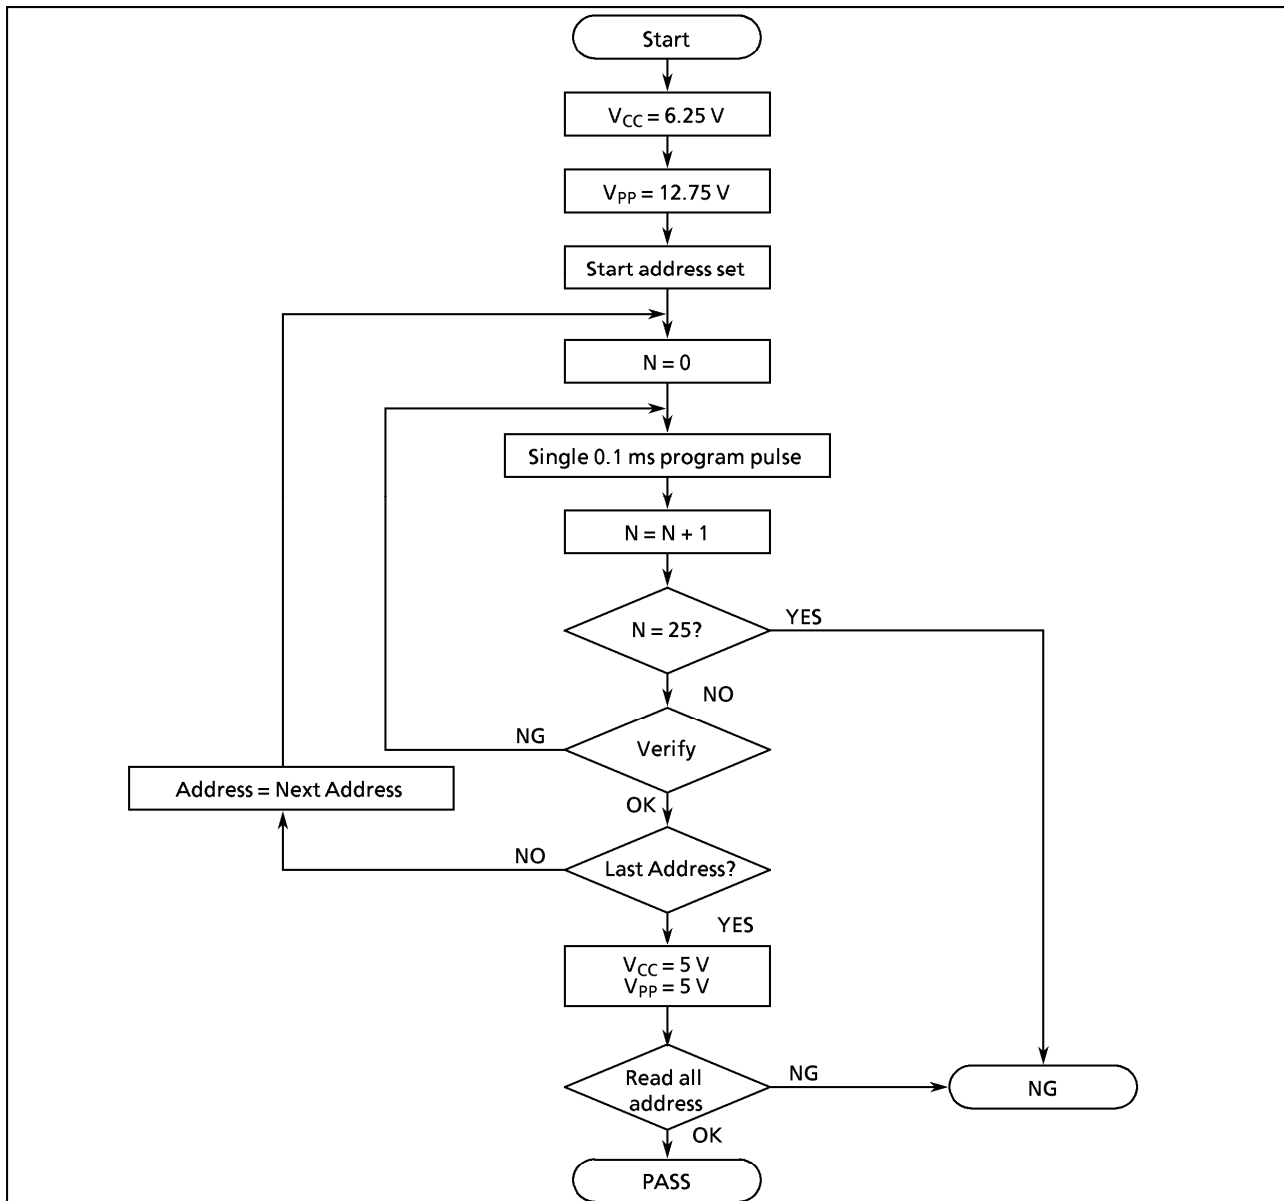 Start
VCC = 6.25 V
VPP = 12.75 V
Start address set
N = 0
Single 0.1 ms program pulse
N = N + 1
N = 25?
YES
NO
Verify
NG
Address = Next Address
OK
Last Address?
NO
YES
VCC = 5 V
VPP = 5 V
Read all
address
NG
NG
OK
PASS